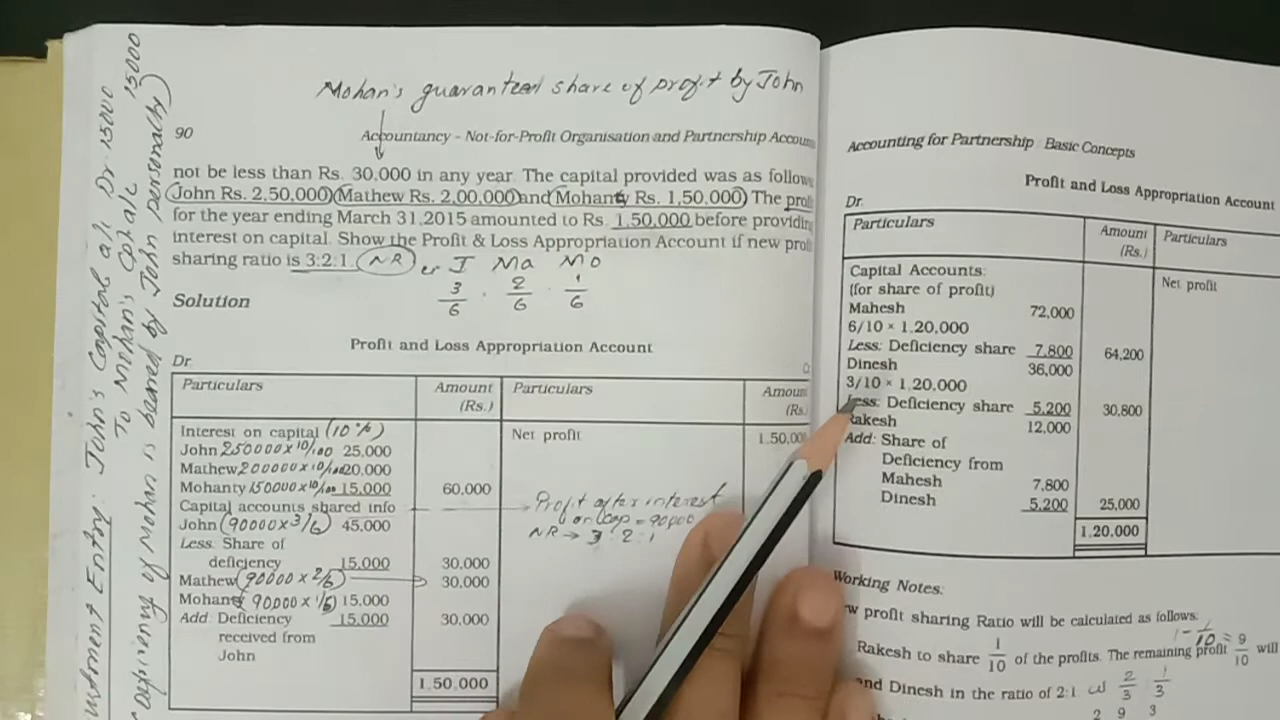 Mohan's guaranteed share of profit by John
90
Accountancy - Not-for-Profit Organisation and Partnership Accoun
not be less than Rs. 30,000 in any year. The capital provided was as follow
John Rs. 2,50,000, Mathew Rs. 2,00,000 and Mohanty Rs. 1,50,000. The prof
for the year ending March 31,2015 amounted to Rs. 1,50,000 before providin
interest on capital. Show the Profit & Loss Appropriation Account if new prof
sharing ratio is 3:2:1. (NR)
J Ma Mo
3/6 : 2/6 : 1/6
Solution
Profit and Loss Appropriation Account
Dr.
Particulars Amount (Rs.) Particulars Amoun (Rs.
Interest on capital (10%) Net profit 1,50,00
John 250000 x 10/100 25,000
Mathew 200000 x 10/100 20,000
Mohanty 150000 x 10/100 15,000 60,000
Capital accounts shared info
John (90000 x 3/6) 45,000
Less: Share of
deficiency 15,000 30,000
Mathew (90000 x 2/6) 30,000
Mohanty (90000 x 1/6) 15,000
Add: Deficiency 15,000 30,000
received from
John
1,50,000
Profit after interest
on cap = 90000
NR → 3:2:1
ustment Entry: John's Capital a/c Dr 15000
To Mohan's Cptal a/c 15000
of Mohan is beared by John personally)
Accounting for Partnership : Basic Concepts
Profit and Loss Appropriation Account
Dr.
Particulars Amount (Rs.) Particulars
Capital Accounts: Net profit
(for share of profit)
Mahesh 72,000
6/10 × 1,20,000
Less: Deficiency share 7,800 64,200
Dinesh 36,000
3/10 × 1,20,000
Less: Deficiency share 5,200 30,800
Rakesh 12,000
Add: Share of
Deficiency from
Mahesh 7,800
Dinesh 5,200 25,000
1,20,000
Working Notes:
w profit sharing Ratio will be calculated as follows:
1 - 1/10 = 9
Rakesh to share 1/10 of the profits. The remaining profit 9/10 will
and Dinesh in the ratio of 2:1 2/3 1/3
2 9 3